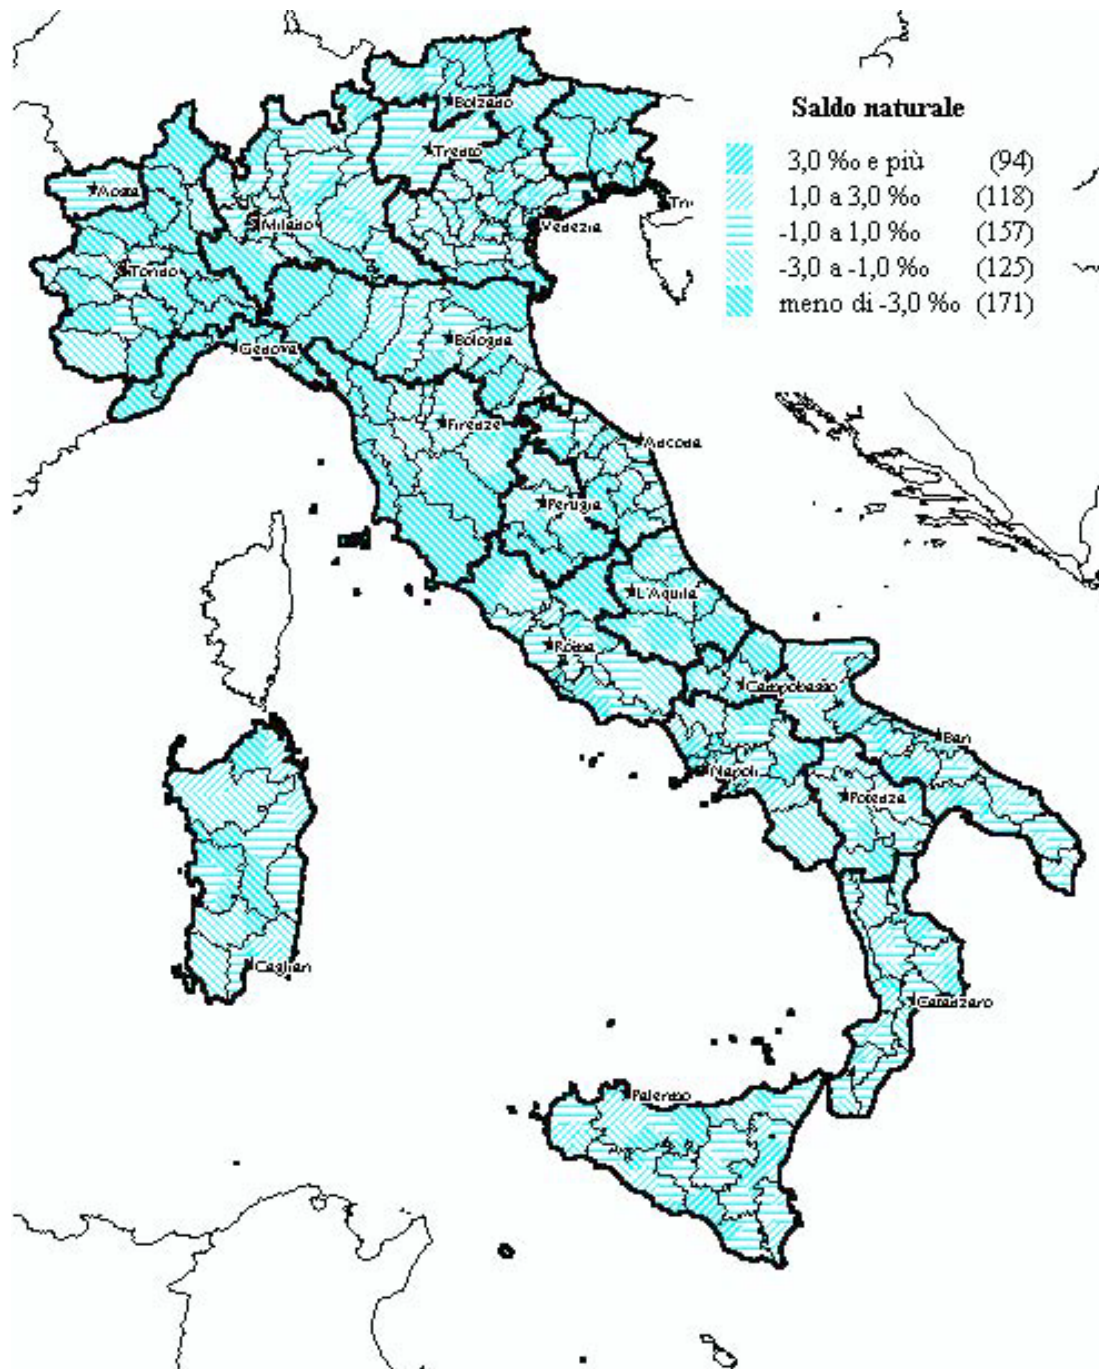 Saldo naturale
3,0 ‰ e più (94)
1,0 a 3,0 ‰ (118)
-1,0 a 1,0 ‰ (157)
-3,0 a -1,0 ‰ (125)
meno di -3,0 ‰ (171)
Bolzano
Trento
Aosta
Milano
Venezia
Tri
Torino
Genova
Bologna
Firenze
Ancona
Perugia
L'Aquila
Roma
Campobasso
Bari
Napoli
Potenza
Cagliari
Catanzaro
Palermo